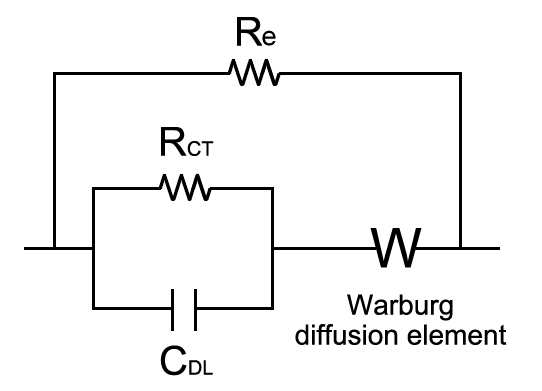 Re
RCT
W
Warburg
diffusion element
CDL